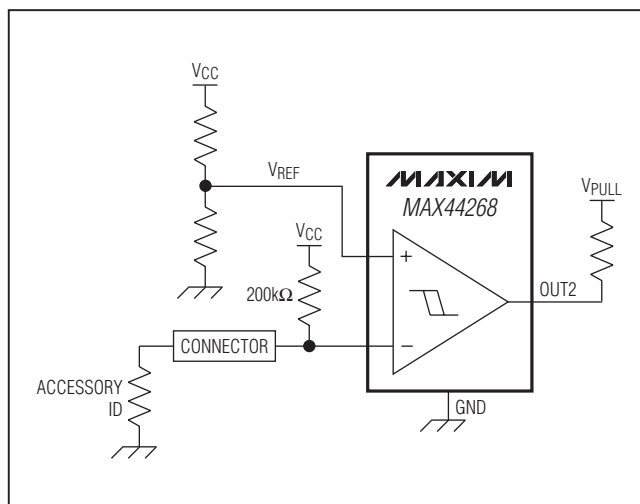 VCC
VREF
MAXIM
MAX44268
VPULL
VCC
+
200kΩ
OUT2
CONNECTOR
−
ACCESSORY
ID
GND